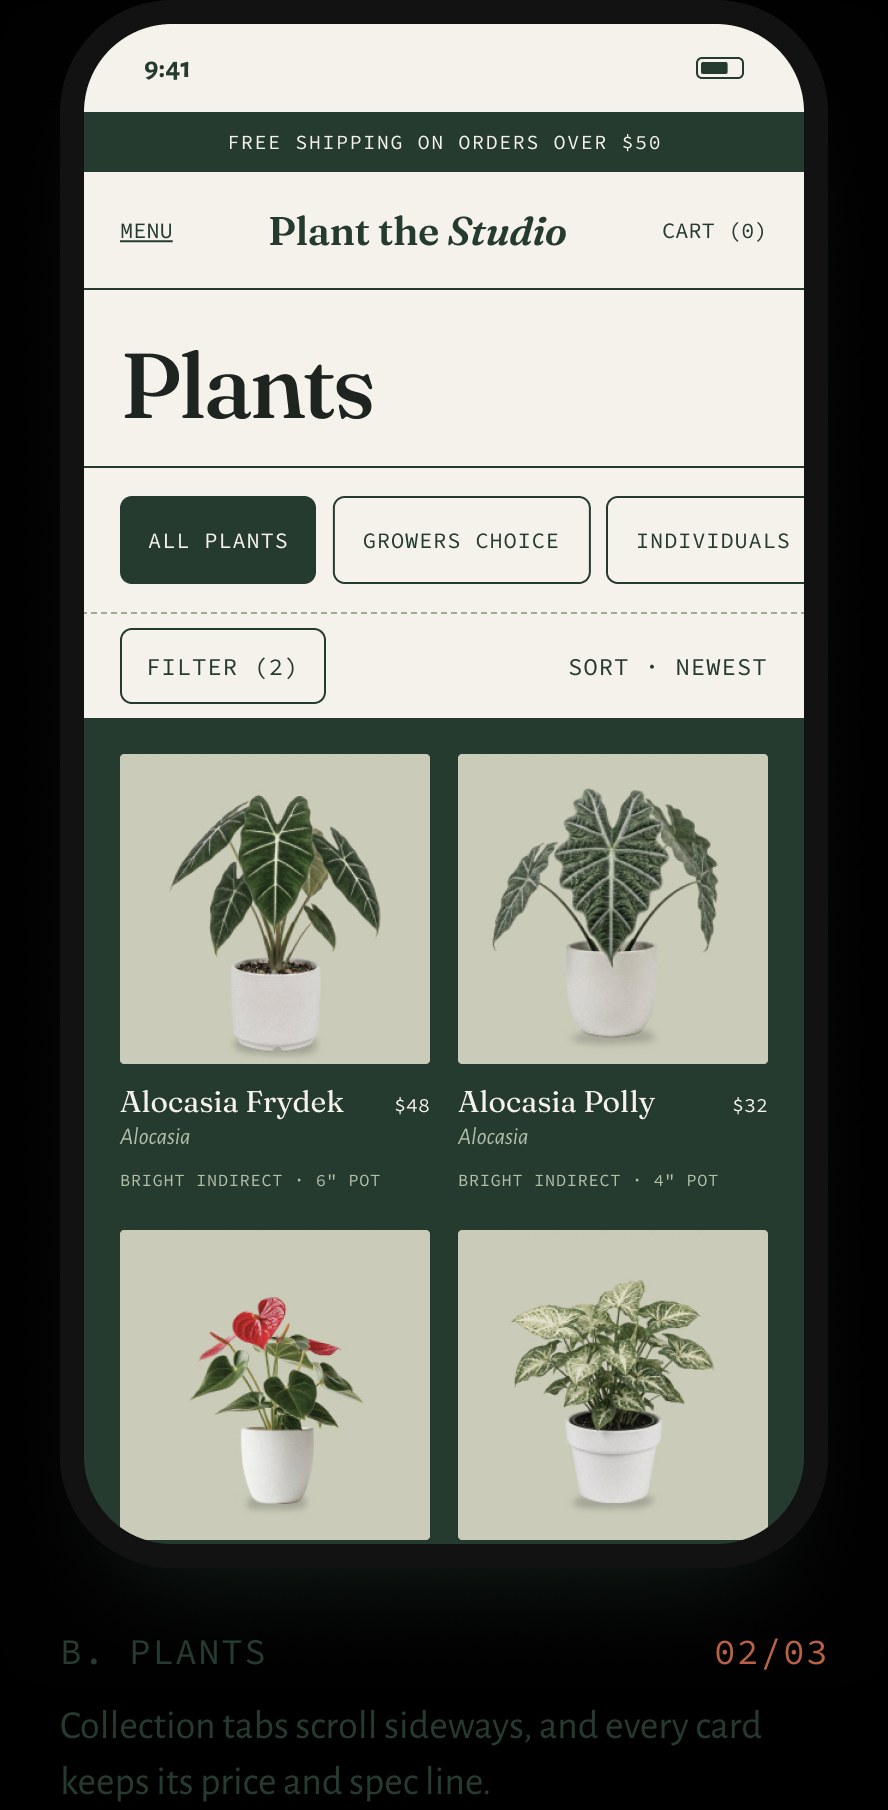 9:41
FREE SHIPPING ON ORDERS OVER $50
MENU Plant the Studio CART (0)
Plants
ALL PLANTS GROWERS CHOICE INDIVIDUALS
FILTER (2) SORT · NEWEST
Alocasia Frydek $48
Alocasia
BRIGHT INDIRECT · 6" POT
Alocasia Polly $32
Alocasia
BRIGHT INDIRECT · 4" POT
B. PLANTS 02/03
Collection tabs scroll sideways, and every card
keeps its price and spec line.